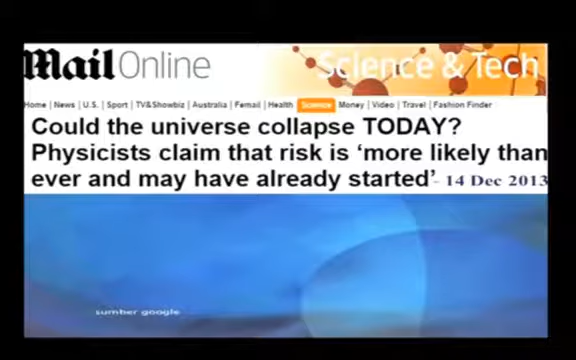 Mail Online
Science & Tech
Home | News | U.S. | Sport | TV&Showbiz | Australia | Femail | Health | Science | Money | Video | Travel | Fashion Finder
Could the universe collapse TODAY?
Physicists claim that risk is ‘more likely than
ever and may have already started’- 14 Dec 2013
sumber google